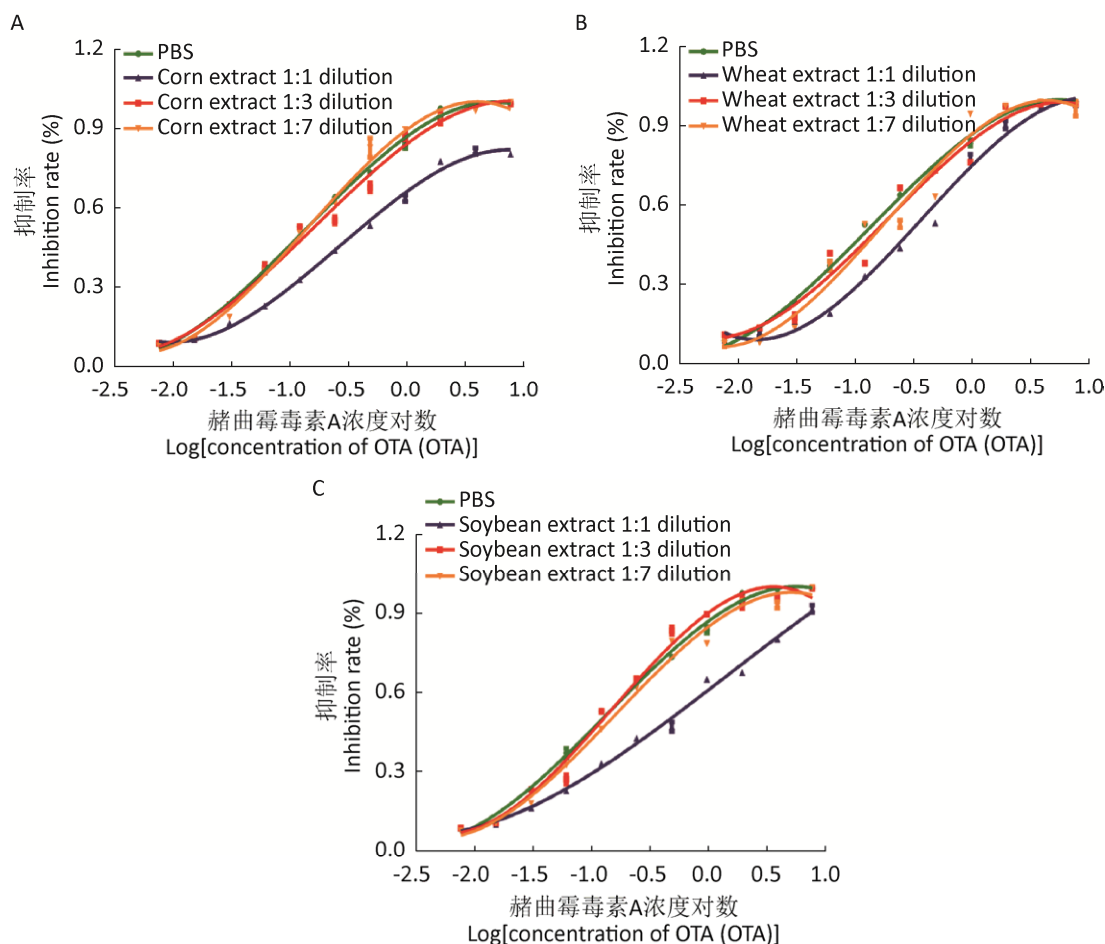 A
1.2
0.9
0.6
0.3
0.0
抑制率
Inhibition rate (%)
PBS
Corn extract 1:1 dilution
Corn extract 1:3 dilution
Corn extract 1:7 dilution
-2.5 -2.0 -1.5 -1.0 -0.5 0.0 0.5 1.0
赭曲霉毒素A浓度对数
Log[concentration of OTA (OTA)]
B
1.2
0.9
0.6
0.3
0.0
抑制率
Inhibition rate (%)
PBS
Wheat extract 1:1 dilution
Wheat extract 1:3 dilution
Wheat extract 1:7 dilution
-2.5 -2.0 -1.5 -1.0 -0.5 0.0 0.5 1.0
赭曲霉毒素A浓度对数
Log[concentration of OTA (OTA)]
C
1.2
0.9
0.6
0.3
0.0
抑制率
Inhibition rate (%)
PBS
Soybean extract 1:1 dilution
Soybean extract 1:3 dilution
Soybean extract 1:7 dilution
-2.5 -2.0 -1.5 -1.0 -0.5 0.0 0.5 1.0
赭曲霉毒素A浓度对数
Log[concentration of OTA (OTA)]